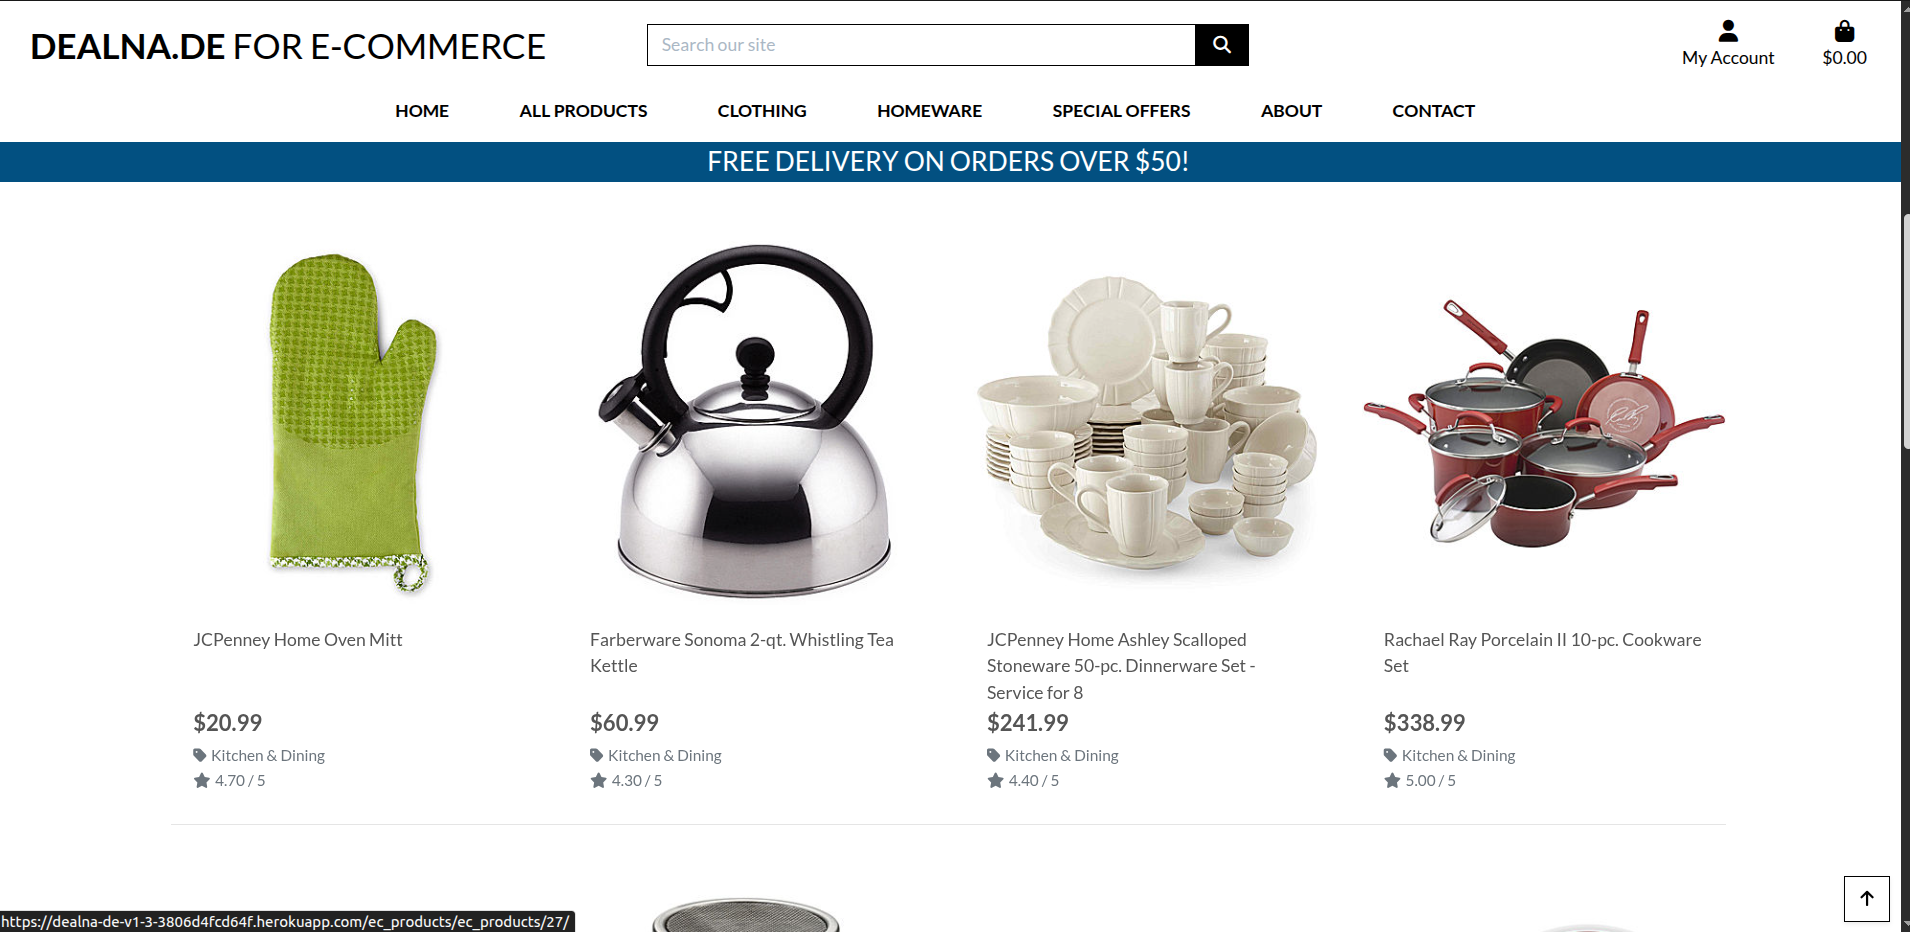 DEALNA.DE FOR E-COMMERCE
Search our site
My Account
$0.00
HOME
ALL PRODUCTS
CLOTHING
HOMEWARE
SPECIAL OFFERS
ABOUT
CONTACT
FREE DELIVERY ON ORDERS OVER $50!
JCPenney Home Oven Mitt
$20.99
Kitchen & Dining
4.70 / 5
Farberware Sonoma 2-qt. Whistling Tea
Kettle
$60.99
Kitchen & Dining
4.30 / 5
JCPenney Home Ashley Scalloped
Stoneware 50-pc. Dinnerware Set -
Service for 8
$241.99
Kitchen & Dining
4.40 / 5
Rachael Ray Porcelain II 10-pc. Cookware
Set
$338.99
Kitchen & Dining
5.00 / 5
https://dealna-de-v1-3-3806d4fcd64f.herokuapp.com/ec_products/ec_products/27/